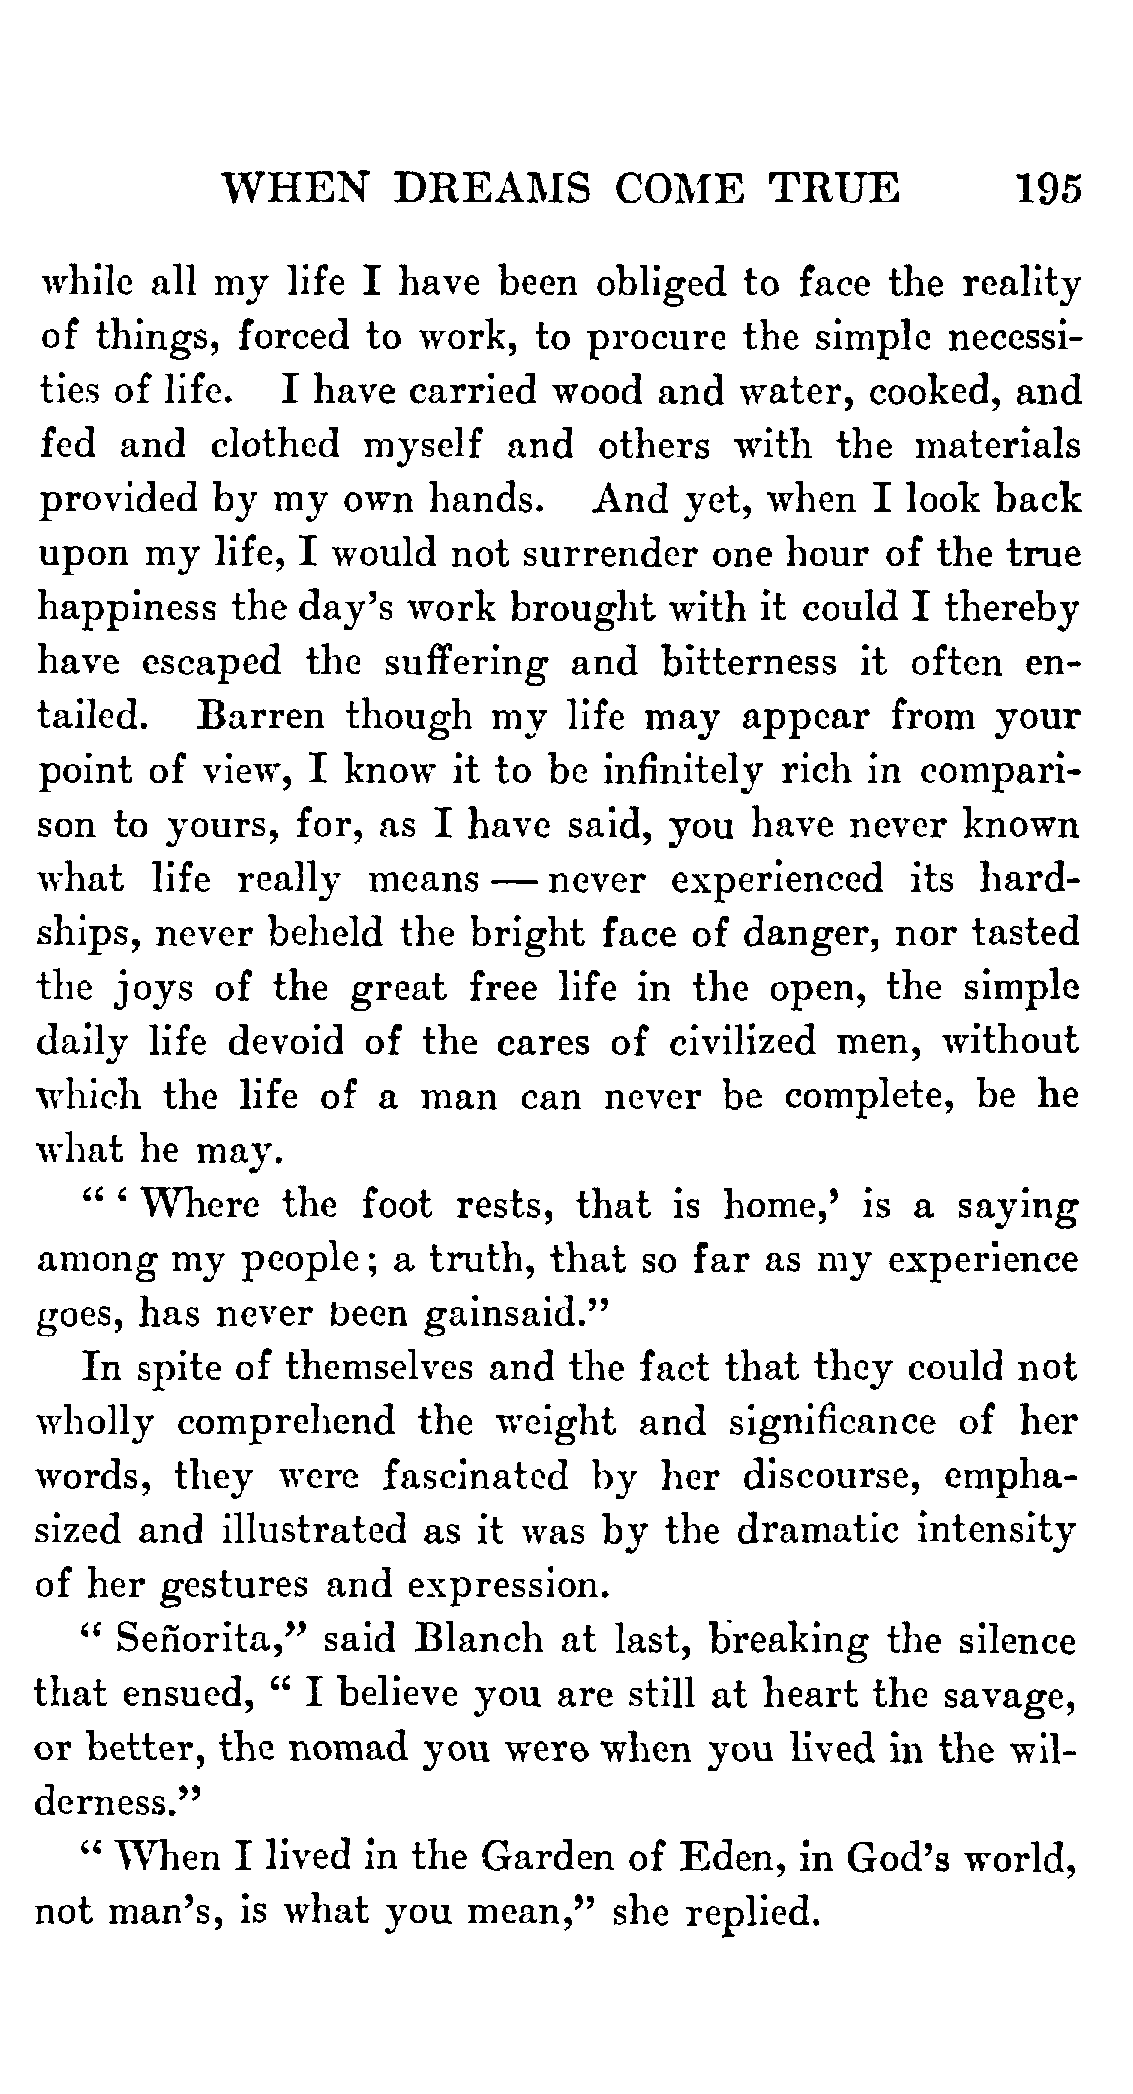 WHEN DREAMS COME TRUE 195
while all my life I have been obliged to face the reality
of things, forced to work, to procure the simple necessi-
ties of life. I have carried wood and water, cooked, and
fed and clothed myself and others with the materials
provided by my own hands. And yet, when I look back
upon my life, I would not surrender one hour of the true
happiness the day's work brought with it could I thereby
have escaped the suffering and bitterness it often en-
tailed. Barren though my life may appear from your
point of view, I know it to be infinitely rich in compari-
son to yours, for, as I have said, you have never known
what life really means — never experienced its hard-
ships, never beheld the bright face of danger, nor tasted
the joys of the great free life in the open, the simple
daily life devoid of the cares of civilized men, without
which the life of a man can never be complete, be he
what he may.
" ' Where the foot rests, that is home,' is a saying
among my people; a truth, that so far as my experience
goes, has never been gainsaid."
In spite of themselves and the fact that they could not
wholly comprehend the weight and significance of her
words, they were fascinated by her discourse, empha-
sized and illustrated as it was by the dramatic intensity
of her gestures and expression.
" Señorita," said Blanch at last, breaking the silence
that ensued, " I believe you are still at heart the savage,
or better, the nomad you were when you lived in the wil-
derness."
" When I lived in the Garden of Eden, in God's world,
not man's, is what you mean," she replied.